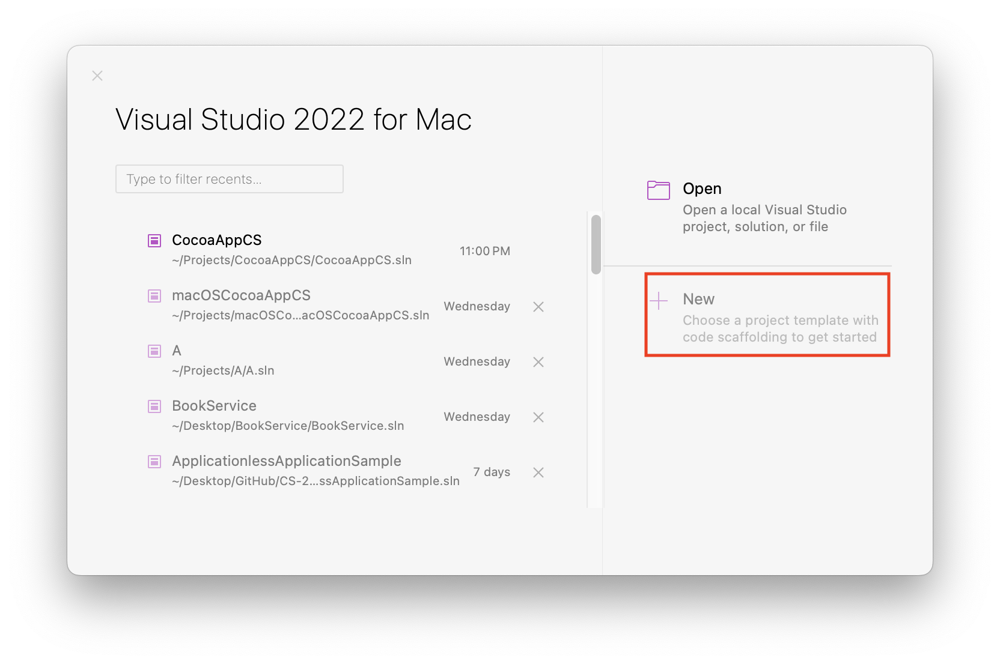 Visual Studio 2022 for Mac
Type to filter recents...
CocoaAppCS
~/Projects/CocoaAppCS/CocoaAppCS.sln
11:00 PM
macOSCocoaAppCS
~/Projects/macOSCo...acOSCocoaAppCS.sln
Wednesday
A
~/Projects/A/A.sln
Wednesday
BookService
~/Desktop/BookService/BookService.sln
Wednesday
ApplicationlessApplicationSample
~/Desktop/GitHub/CS-2...ssApplicationSample.sln
7 days
Open
Open a local Visual Studio
project, solution, or file
New
Choose a project template with
code scaffolding to get started